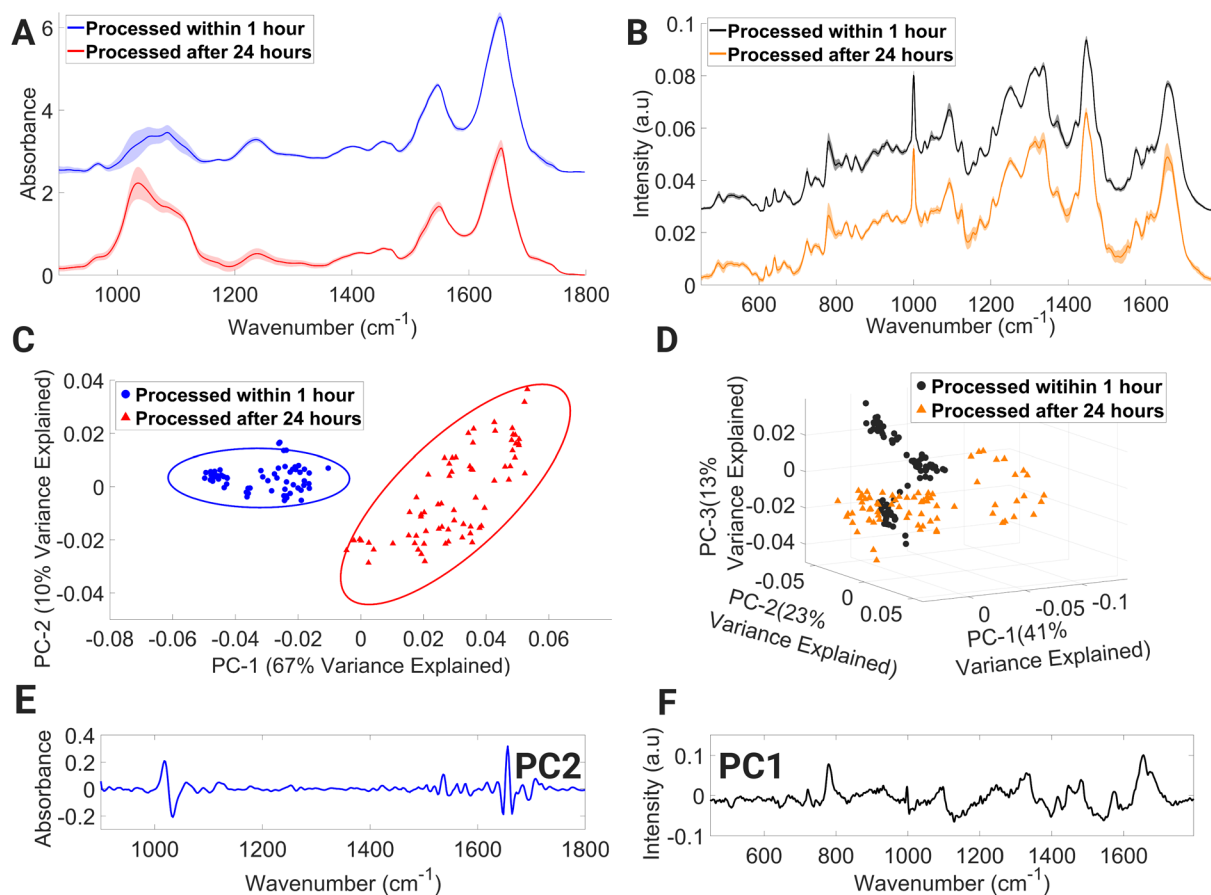 A
Processed within 1 hour
Processed after 24 hours
Absorbance
6
4
2
0
1000 1200 1400 1600 1800
Wavenumber (cm-1)
B
Processed within 1 hour
Processed after 24 hours
Intensity (a.u)
0.1
0.08
0.06
0.04
0.02
0
600 800 1000 1200 1400 1600
Wavenumber (cm-1)
C
Processed within 1 hour
Processed after 24 hours
PC-2 (10% Variance Explained)
0.04
0.02
0
-0.02
-0.04
-0.08 -0.06 -0.04 -0.02 0 0.02 0.04 0.06
PC-1 (67% Variance Explained)
D
Processed witihin 1 hour
Processed after 24 hours
PC-3(13%
Variance Explained)
0.02
0
-0.02
-0.04
-0.05
0
0.05
PC-2(23%
Variance Explained)
0 -0.05 -0.1
PC-1(41%
Variance Explained)
E
PC2
Absorbance
0.4
0.2
0
-0.2
1000 1200 1400 1600 1800
Wavenumber (cm-1)
F
PC1
Intensity (a.u)
0.1
0
-0.1
600 800 1000 1200 1400 1600
Wavenumber (cm-1)